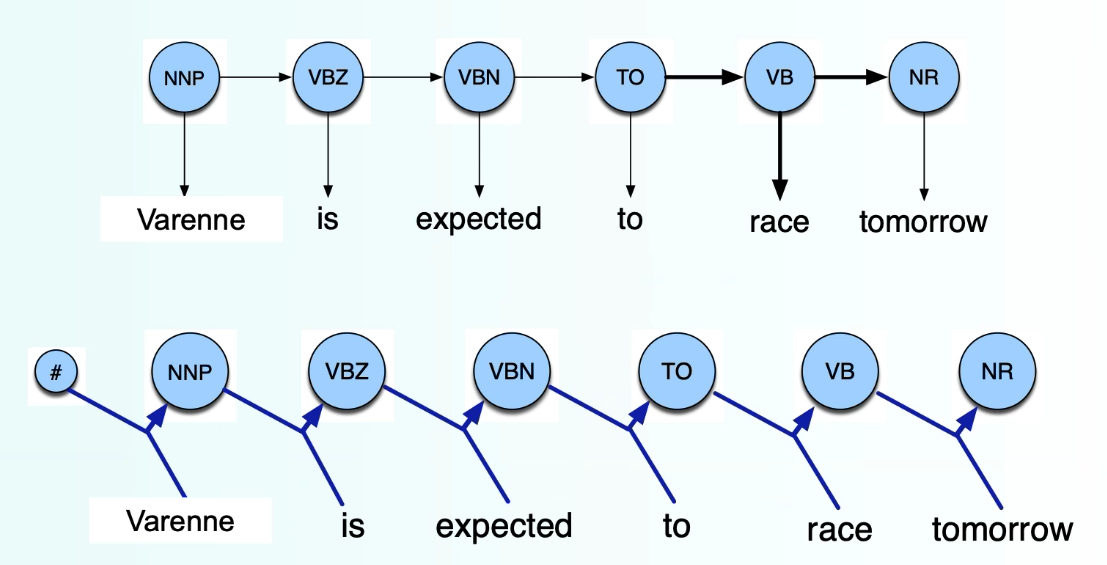 NNP VBZ VBN TO VB NR
Varenne is expected to race tomorrow
# NNP VBZ VBN TO VB NR
Varenne is expected to race tomorrow